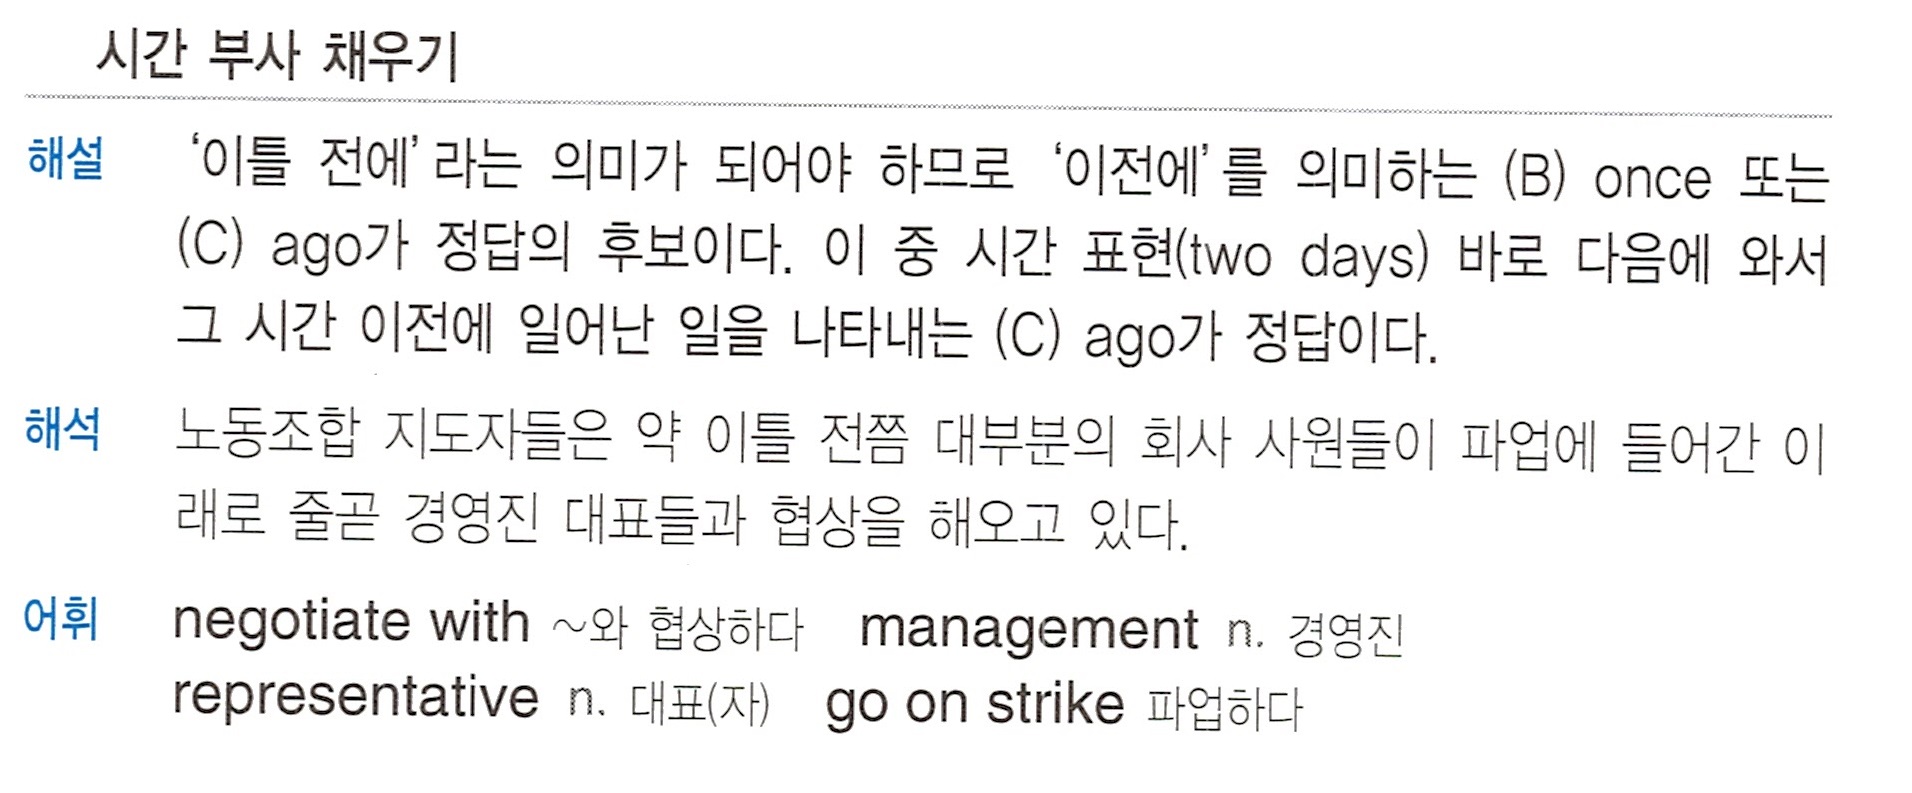 시간 부사 채우기
해설 '이틀 전에'라는 의미가 되어야 하므로 '이전에'를 의미하는 (B) once 또는
(C) ago가 정답의 후보이다. 이 중 시간 표현(two days) 바로 다음에 와서
그 시간 이전에 일어난 일을 나타내는 (C) ago가 정답이다.
해석 노동조합 지도자들은 약 이틀 전쯤 대부분의 회사 사원들이 파업에 들어간 이
래로 줄곧 경영진 대표들과 협상을 해오고 있다.
어휘 negotiate with ~와 협상하다 management n. 경영진
representative n. 대표(자) go on strike 파업하다